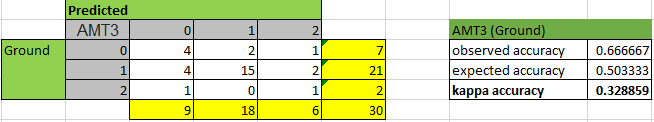 Predicted
AMT3 0 1 2
Ground 0 4 2 1 7
1 4 15 2 21
2 1 0 1 2
9 18 6 30
AMT3 (Ground)
observed accuracy 0.666667
expected accuracy 0.503333
kappa accuracy 0.328859